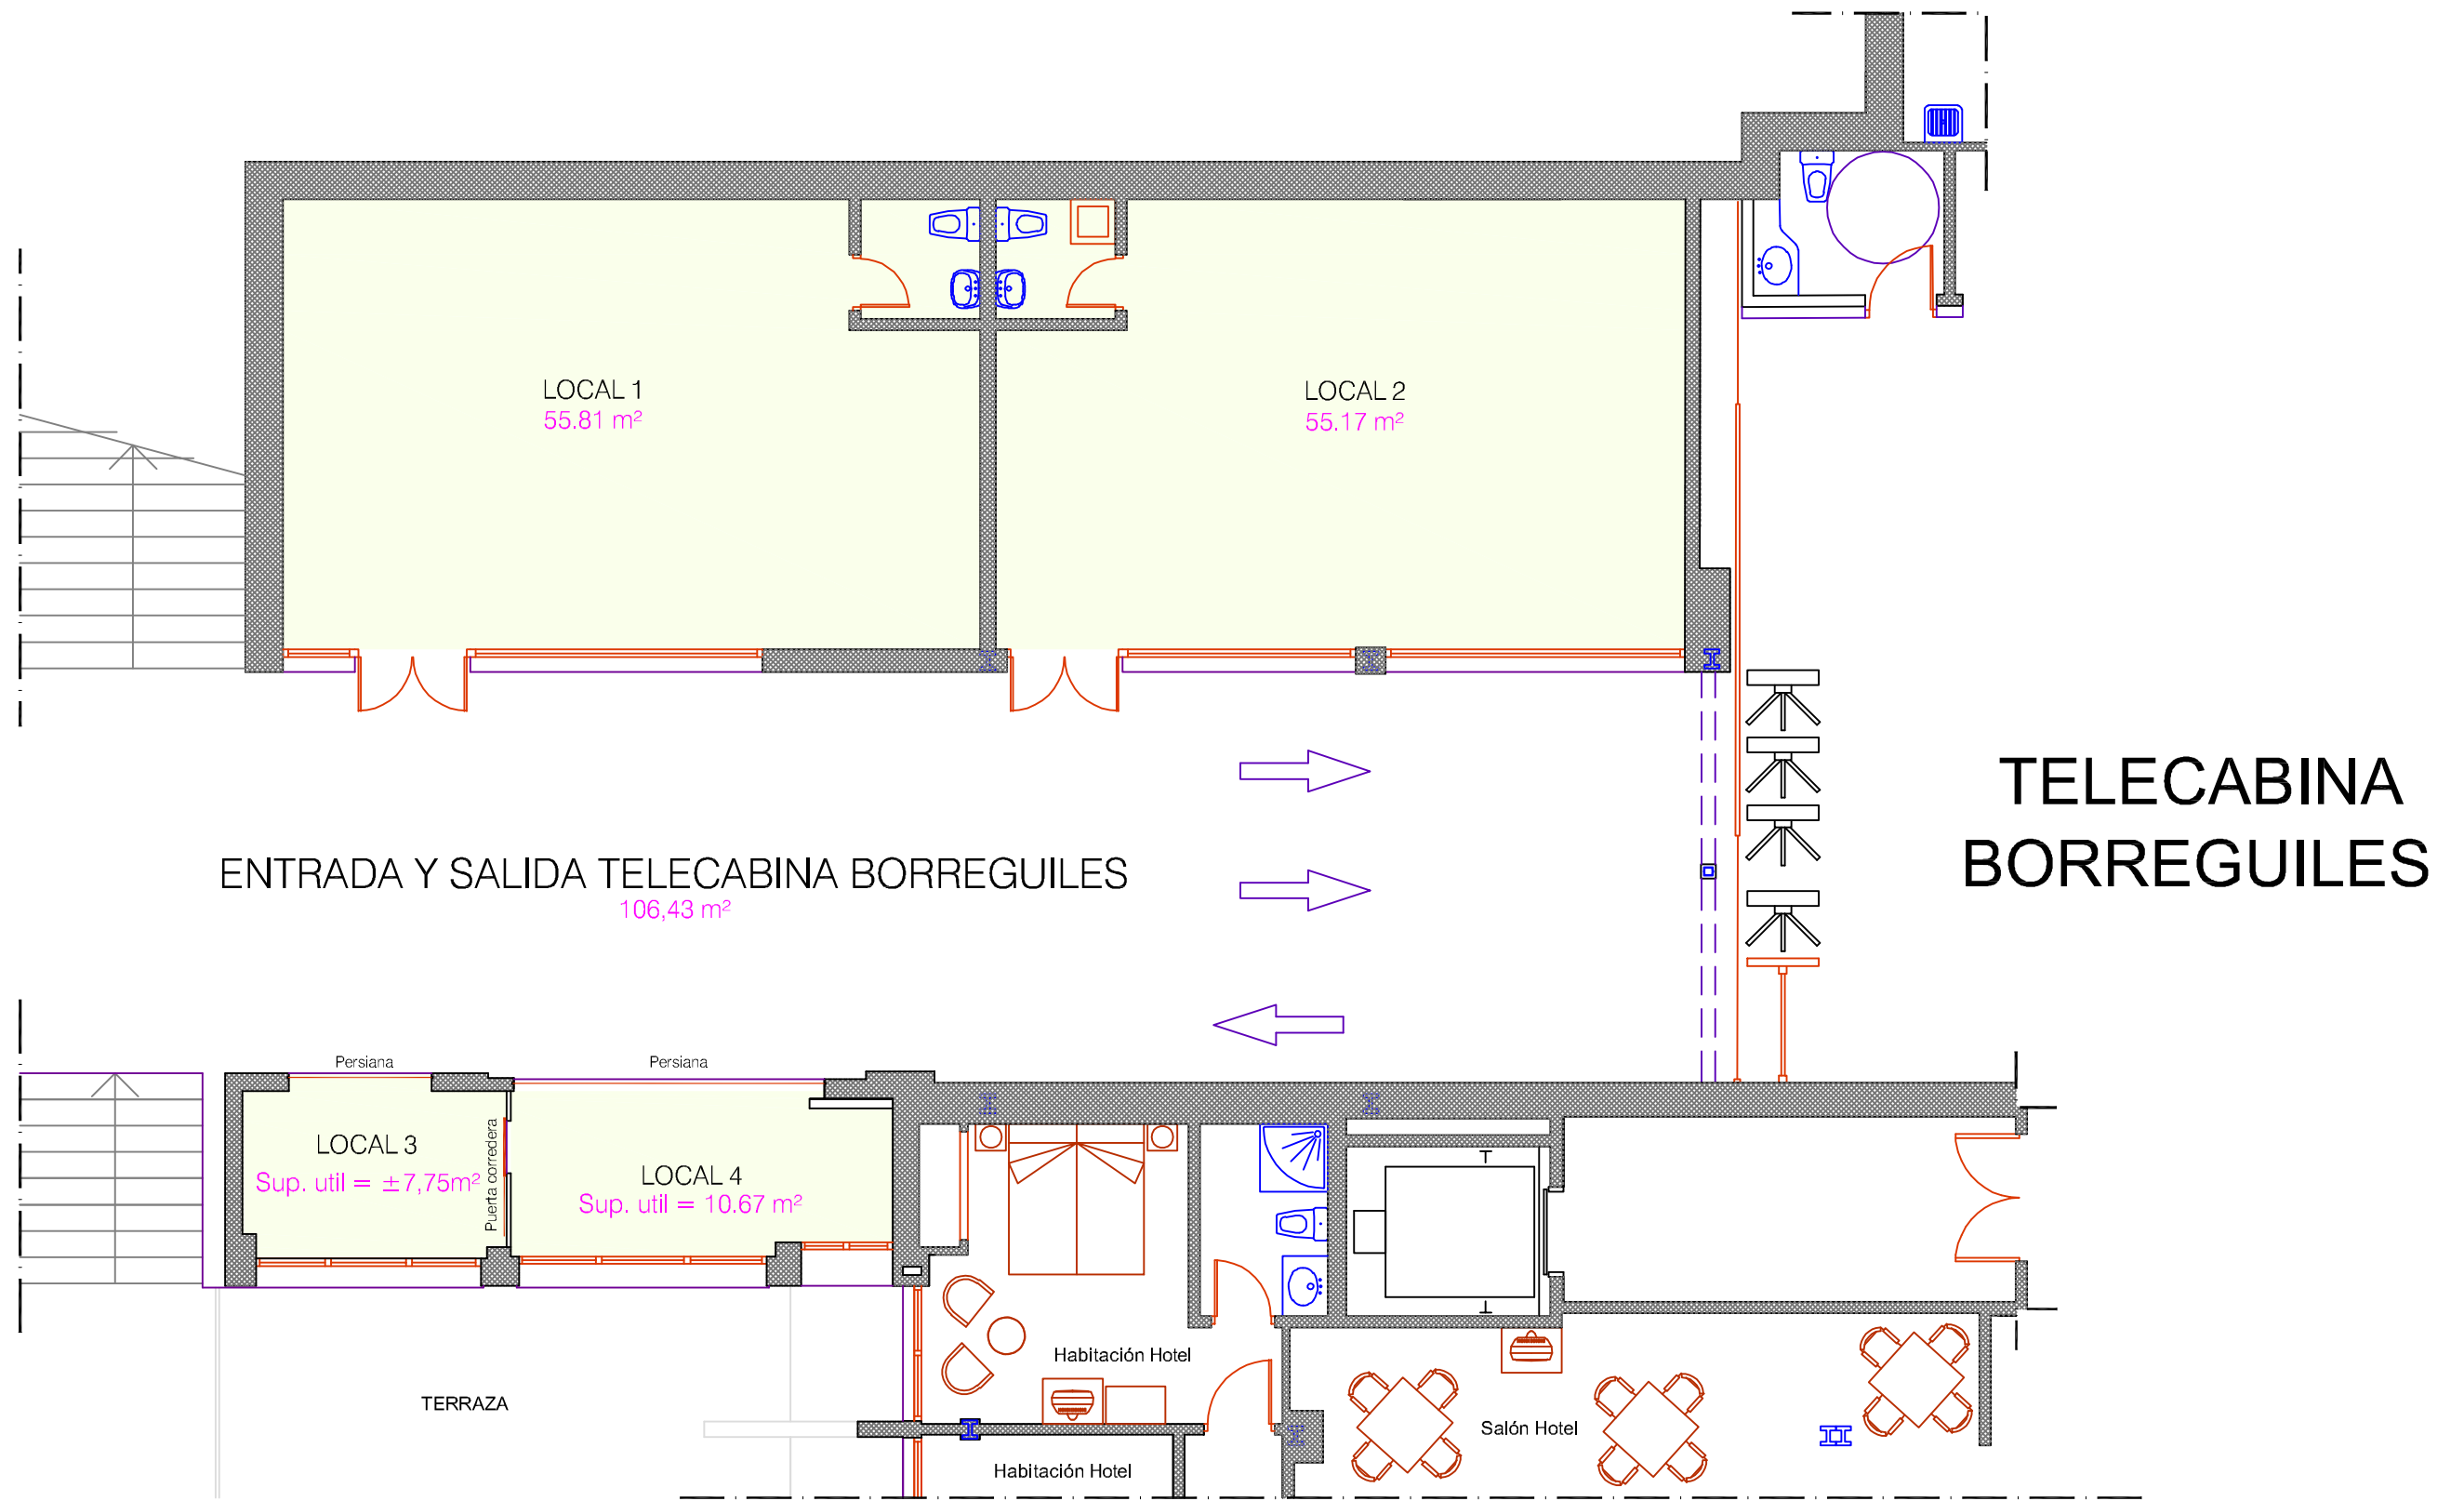 LOCAL 1
55.81 m²
LOCAL 2
55.17 m²
TELECABINA
BORREGUILES
ENTRADA Y SALIDA TELECABINA BORREGUILES
106,43 m²
Persiana
Persiana
LOCAL 3
Sup. util = ±7,75m²
Puerta corredera
LOCAL 4
Sup. util = 10.67 m²
Habitación Hotel
TERRAZA
Salón Hotel
Habitación Hotel